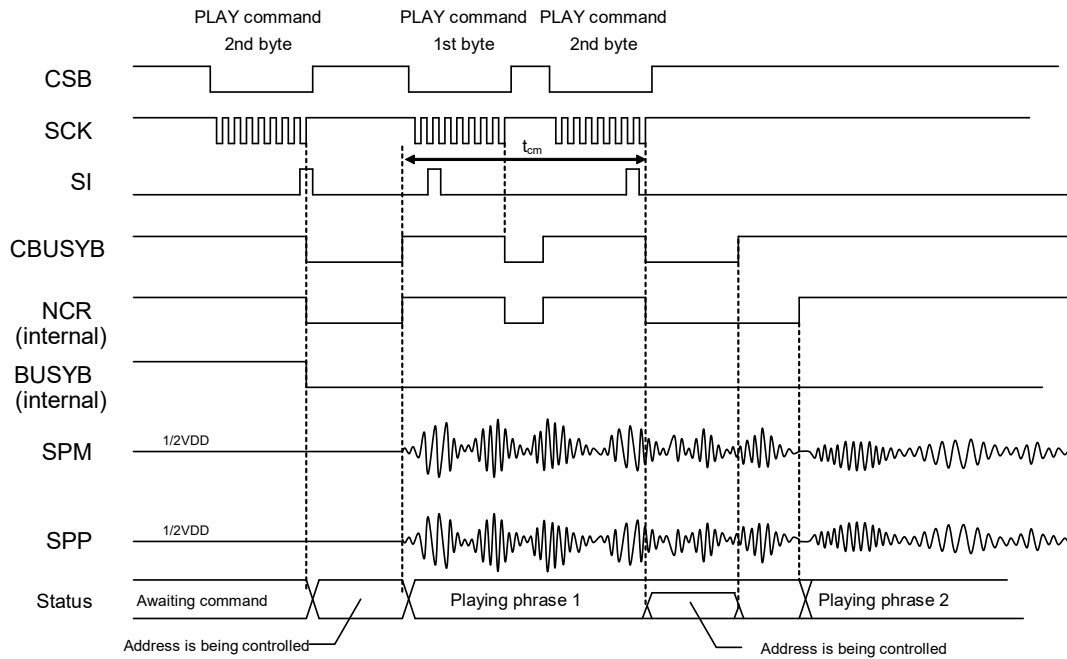 PLAY command
2nd byte
PLAY command
1st byte
PLAY command
2nd byte
CSB
SCK
tcm
SI
CBUSYB
NCR
(internal)
BUSYB
(internal)
1/2VDD
SPM
1/2VDD
SPP
Status
Awaiting command
Playing phrase 1
Playing phrase 2
Address is being controlled
Address is being controlled